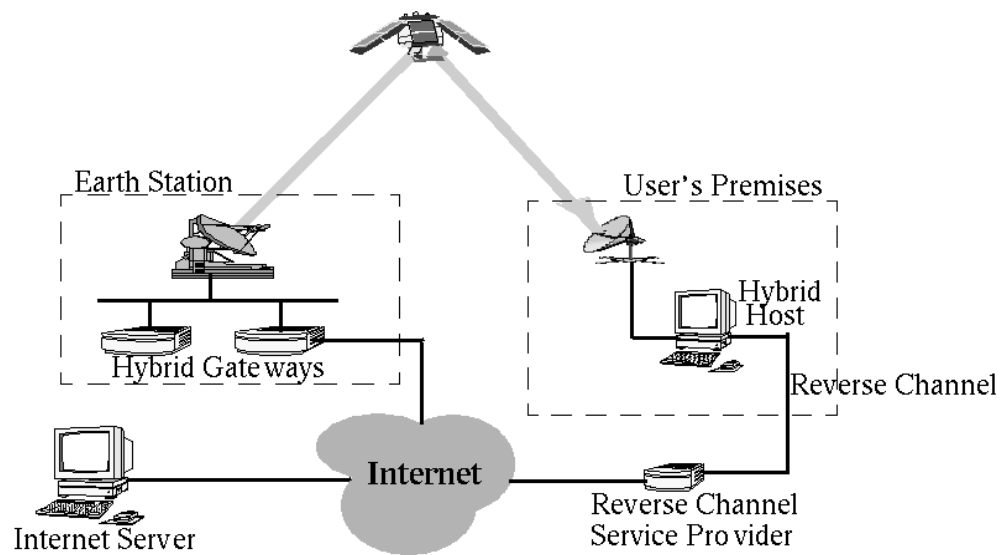 Earth Station
User's Premises
Hybrid
Host
Hybrid Gateways
Reverse Channel
Internet
Reverse Channel
Service Provider
Internet Server